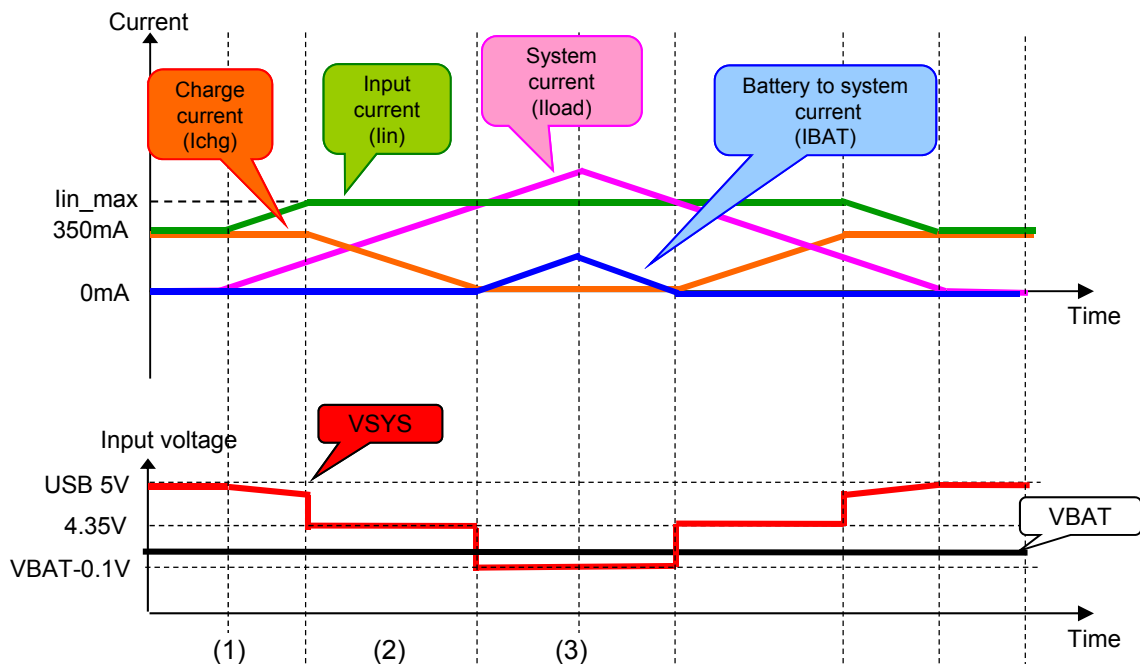 Current
Charge
current
(Ichg)
Input
current
(Iin)
System
current
(Iload)
Battery to system
current
(IBAT)
Iin_max
350mA
0mA
Time
VSYS
Input voltage
USB 5V
4.35V
VBAT
VBAT-0.1V
Time
(1)
(2)
(3)